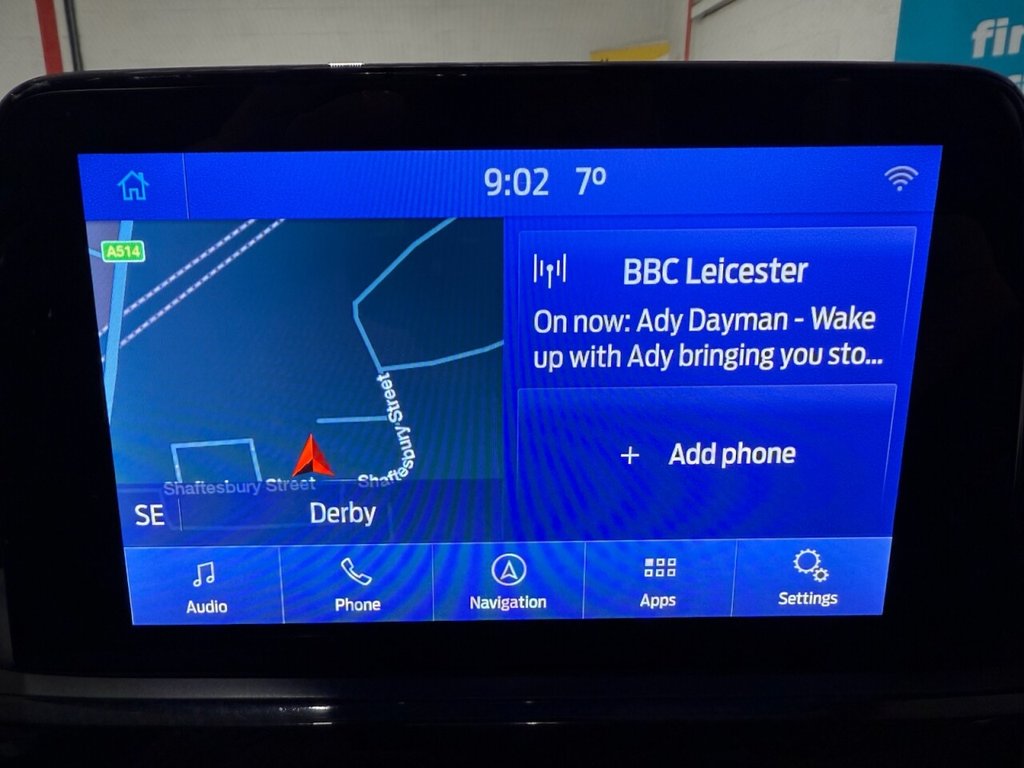 fir
9:02 7º
A514
BBC Leicester
On now: Ady Dayman - Wake
up with Ady bringing you sto...
Shaftesbury Street
+ Add phone
Shaftesbury Street
SE Derby
Audio Phone Navigation Apps Settings